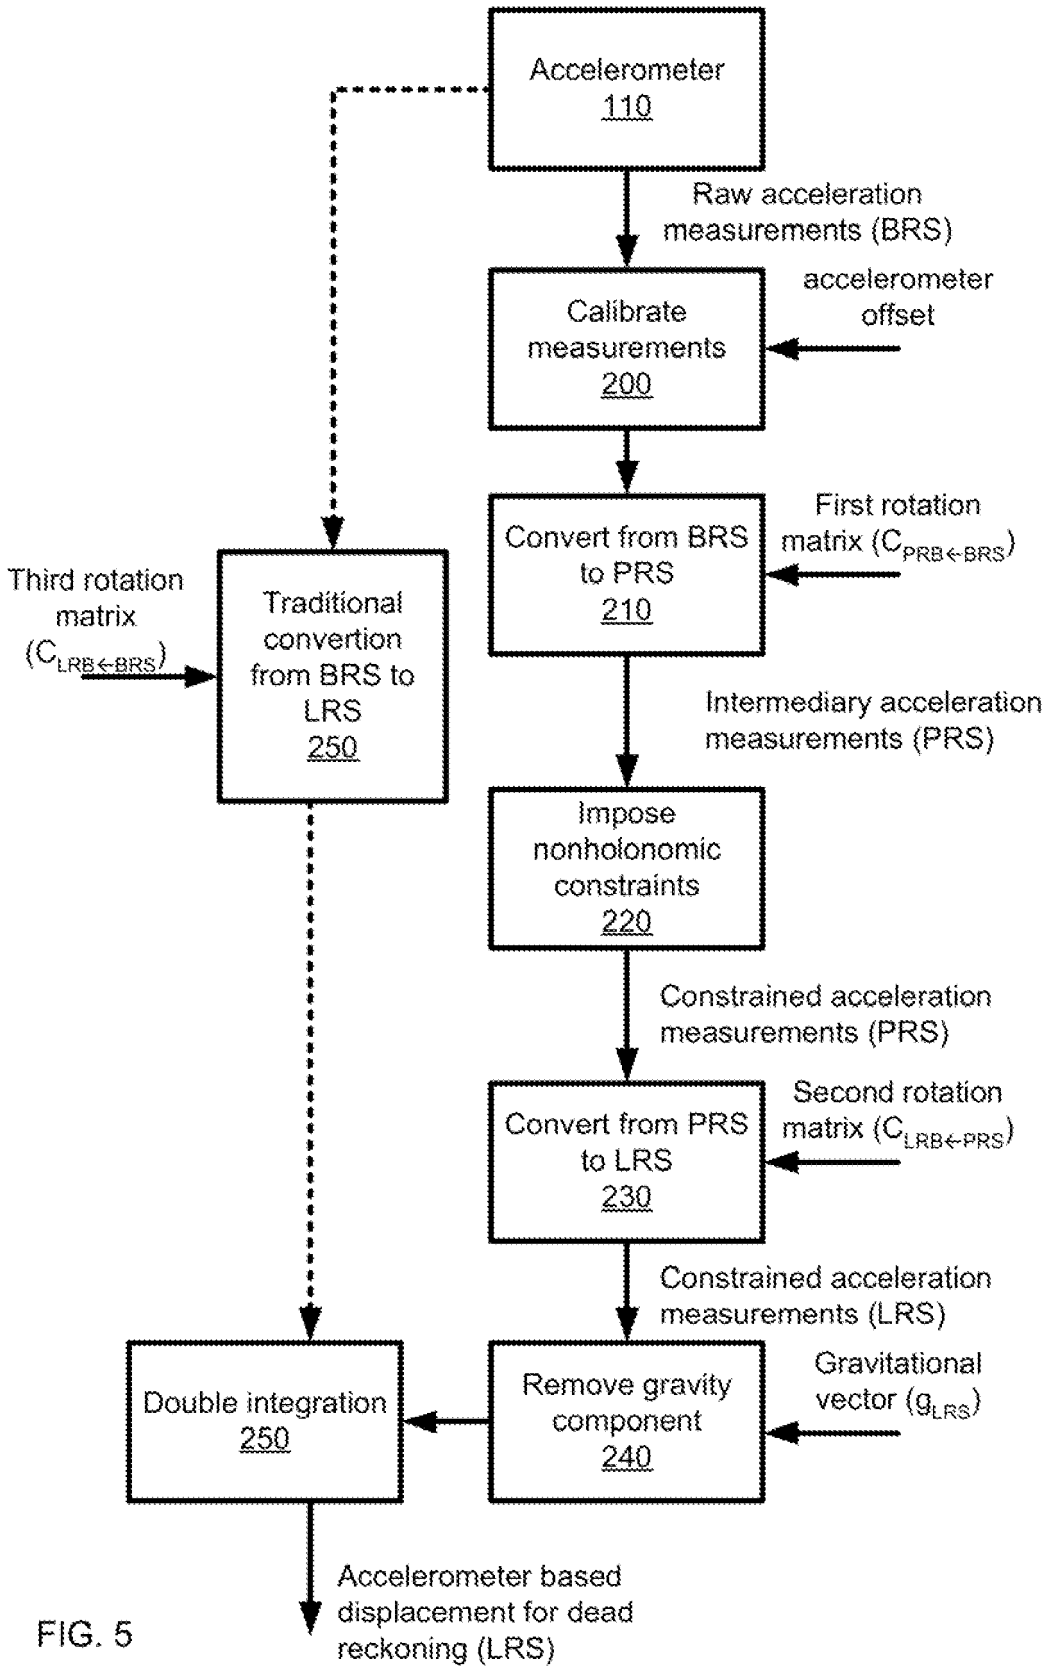 Accelerometer
110
Raw acceleration
measurements (BRS)
Calibrate
measurements
200
accelerometer
offset
Convert from BRS
to PRS
210
First rotation
matrix (CPRB←BRS)
Third rotation
matrix
(CLRB←BRS)
Traditional
convertion
from BRS to
LRS
250
Intermediary acceleration
measurements (PRS)
Impose
nonholonomic
constraints
220
Constrained acceleration
measurements (PRS)
Convert from PRS
to LRS
230
Second rotation
matrix (CLRB←PRS)
Constrained acceleration
measurements (LRS)
Double integration
250
Remove gravity
component
240
Gravitational
vector (gLRS)
Accelerometer based
displacement for dead
reckoning (LRS)
FIG. 5